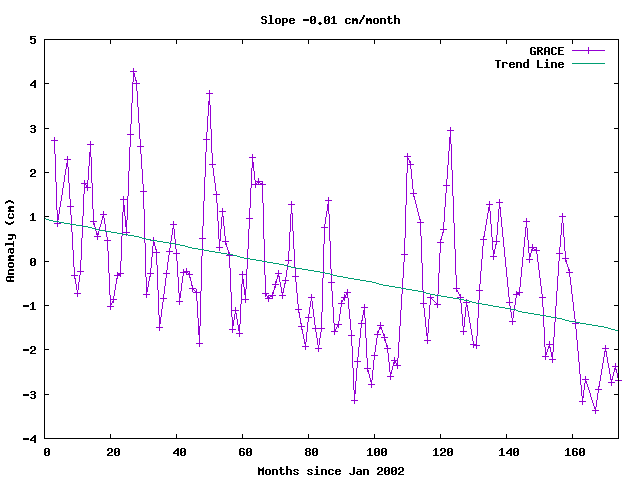 Slope -0.01 cm/month
GRACE
Trend Line
5
4
3
2
1
0
-1
-2
-3
-4
Anomaly (cm)
0 20 40 60 80 100 120 140 160
Months since Jan 2002